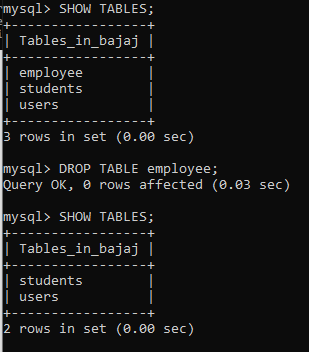 mysql> SHOW TABLES;
+-----------------+
| Tables_in_bajaj |
+-----------------+
| employee        |
| students        |
| users           |
+-----------------+
3 rows in set (0.00 sec)
mysql> DROP TABLE employee;
Query OK, 0 rows affected (0.03 sec)
mysql> SHOW TABLES;
+-----------------+
| Tables_in_bajaj |
+-----------------+
| students        |
| users           |
+-----------------+
2 rows in set (0.00 sec)